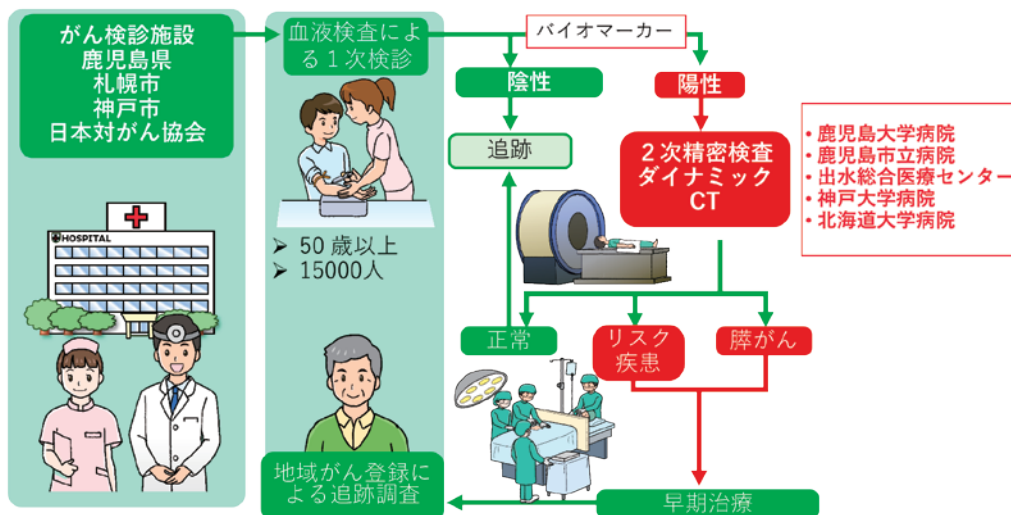 がん検診施設
鹿児島県
札幌市
神戸市
日本対がん協会
HOSPITAL
血液検査によ
る1次検診
➢ 50歳以上
➢ 15000人
地域がん登録に
よる追跡調査
バイオマーカー
陰性
陽性
追跡
2次精密検査
ダイナミック
CT
・鹿児島大学病院
・鹿児島市立病院
・出水総合医療センター
・神戸大学病院
・北海道大学病院
正常
リスク
疾患
膵がん
早期治療